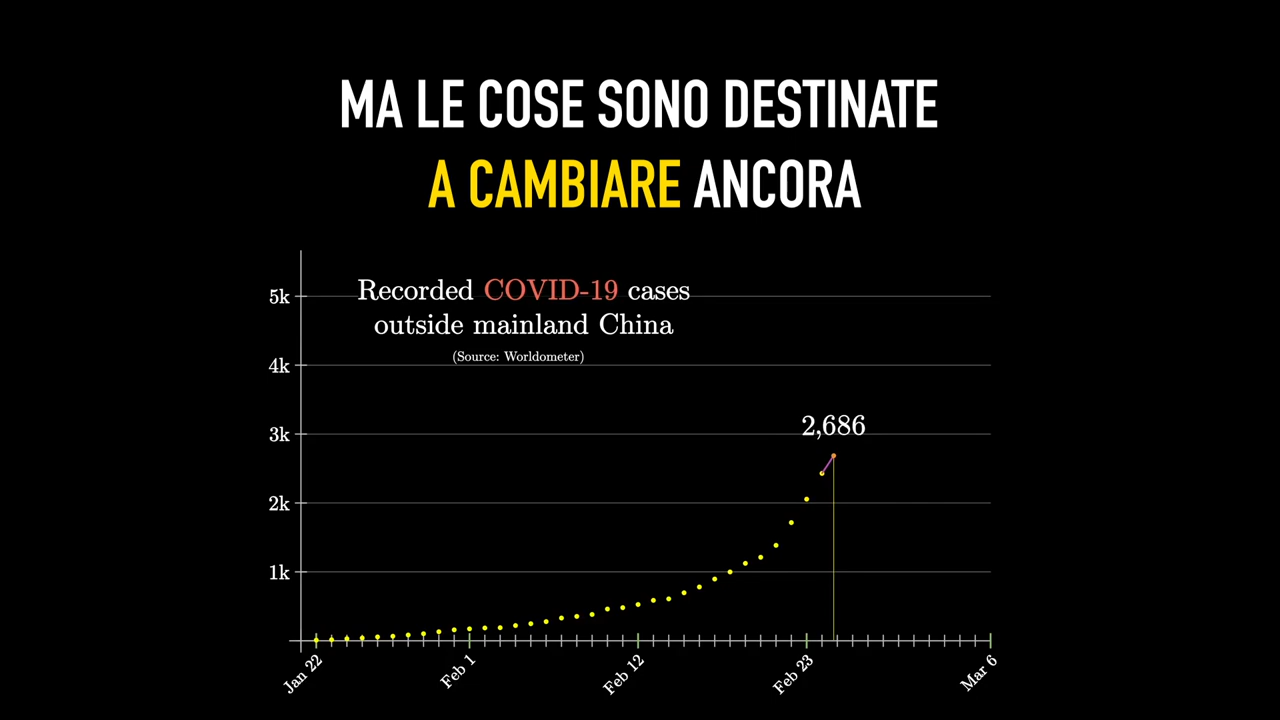 MA LE COSE SONO DESTINATE
A CAMBIARE ANCORA
Recorded COVID-19 cases
outside mainland China
(Source: Worldometer)
5k
4k
3k
2k
1k
2,686
Jan 22
Feb 1
Feb 12
Feb 23
Mar 6